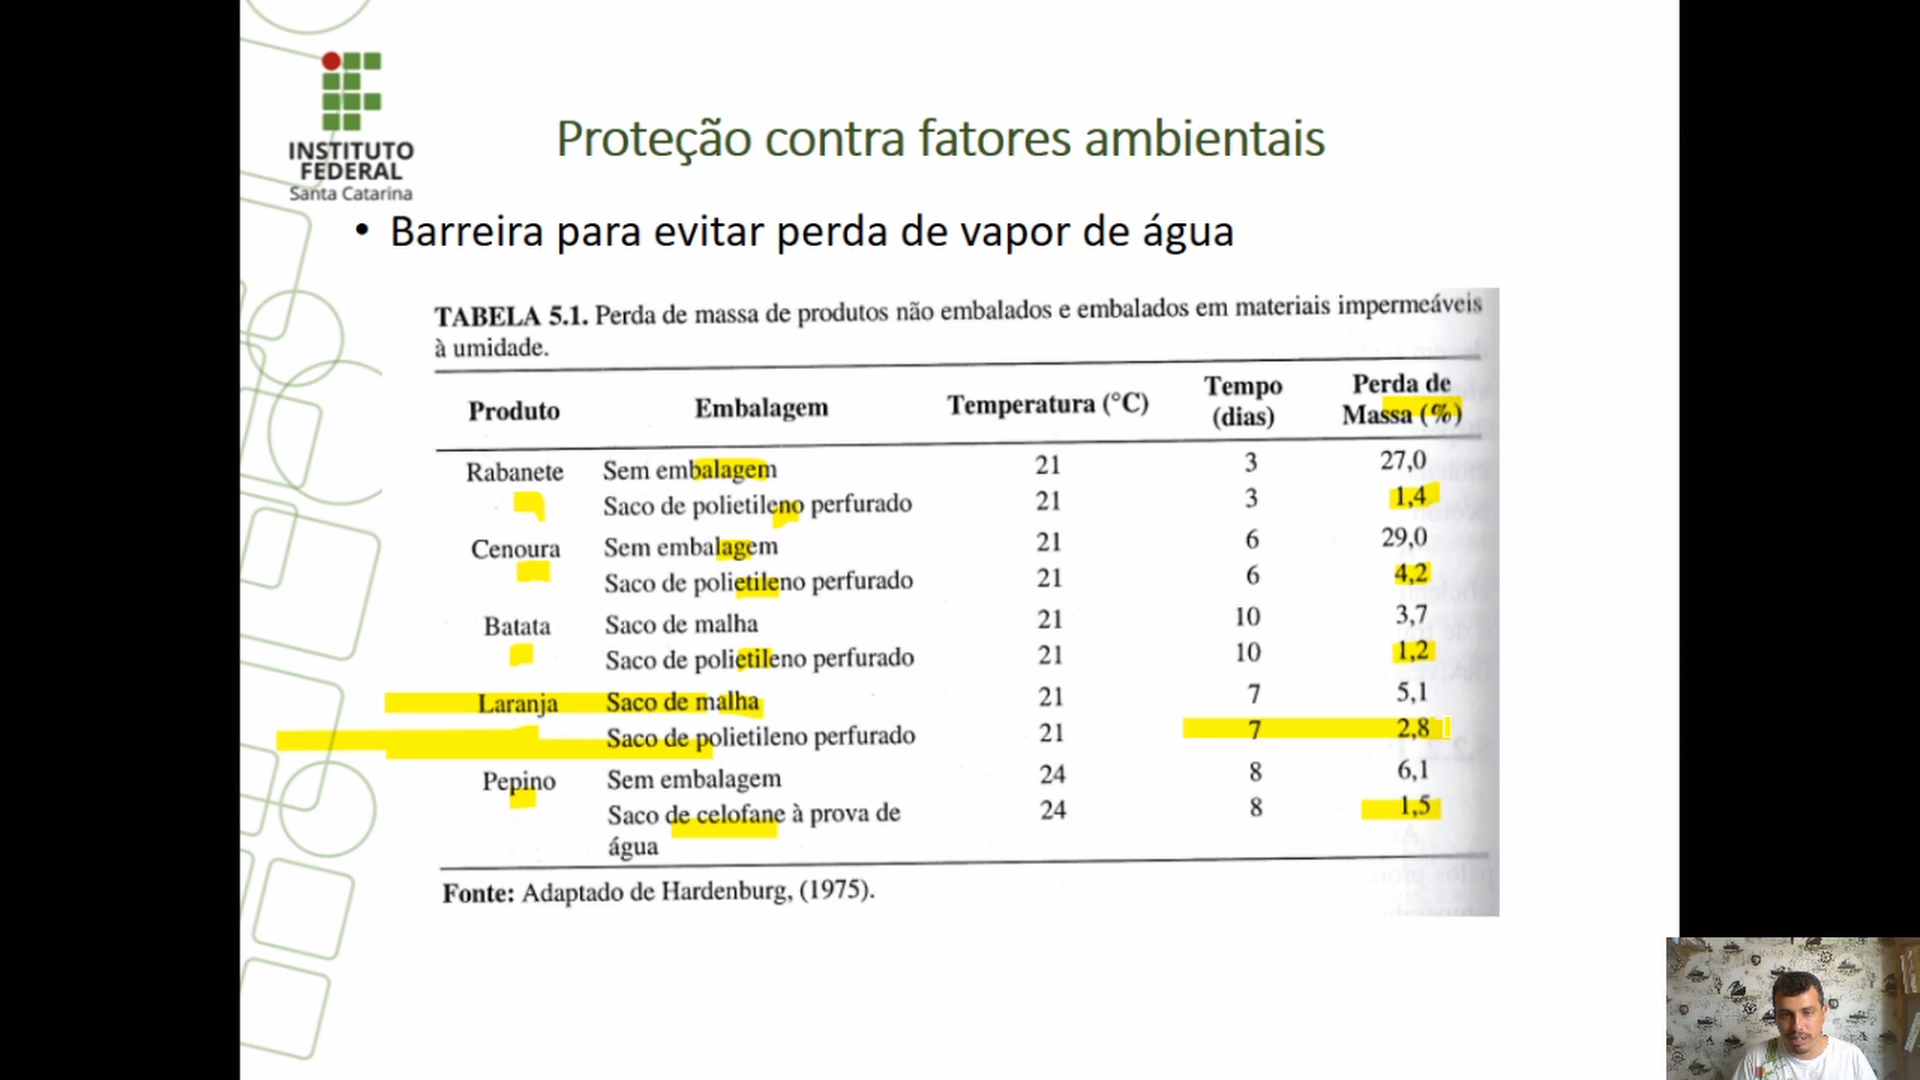 INSTITUTO
FEDERAL
Santa Catarina
Proteção contra fatores ambientais
• Barreira para evitar perda de vapor de água
TABELA 5.1. Perda de massa de produtos não embalados e embalados em materiais impermeáveis
à umidade.
Produto Embalagem Temperatura (°C) Tempo (dias) Perda de Massa (%)
Rabanete Sem embalagem 21 3 27,0
Saco de polietileno perfurado 21 3 1,4
Cenoura Sem embalagem 21 6 29,0
Saco de polietileno perfurado 21 6 4,2
Batata Saco de malha 21 10 3,7
Saco de polietileno perfurado 21 10 1,2
Laranja Saco de malha 21 7 5,1
Saco de polietileno perfurado 21 7 2,8
Pepino Sem embalagem 24 8 6,1
Saco de celofane à prova de 24 8 1,5
água
Fonte: Adaptado de Hardenburg, (1975).